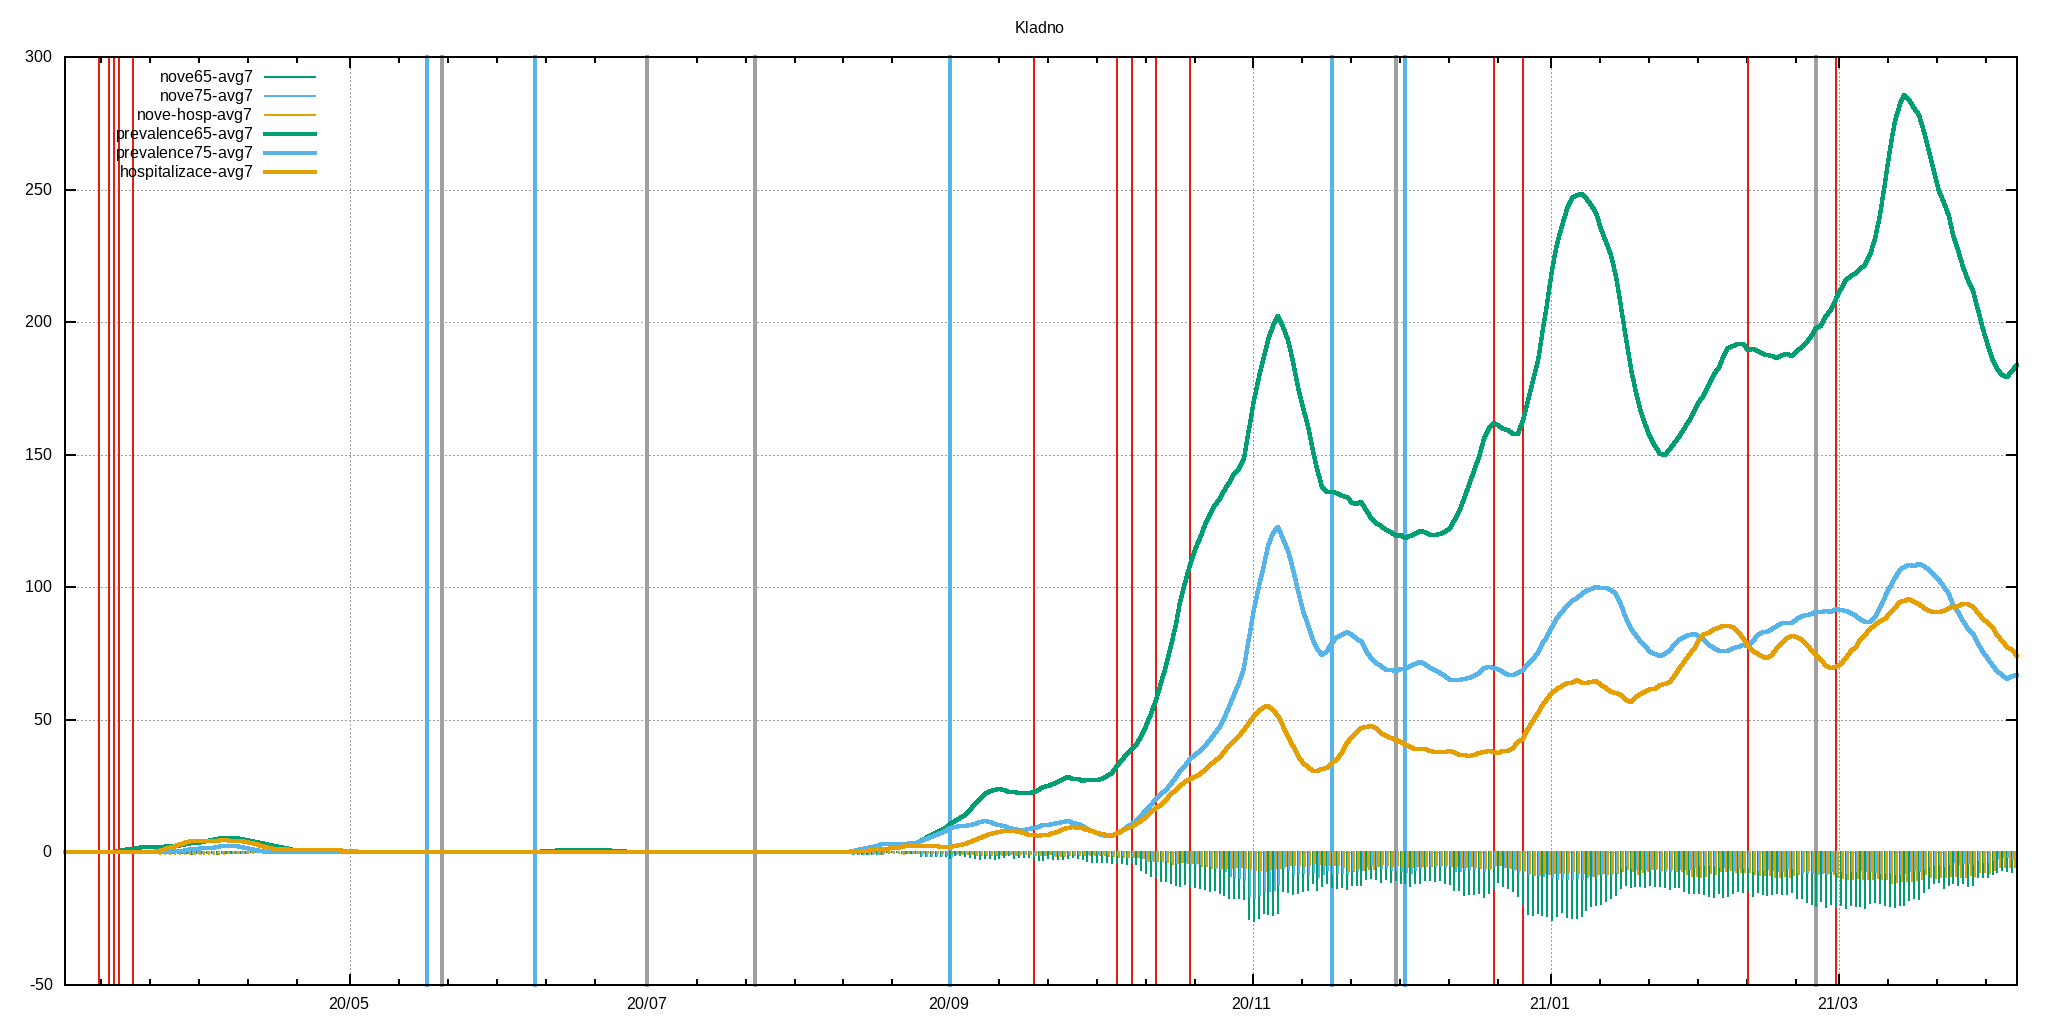 Kladno
300
250
200
150
100
50
0
-50
nove65-avg7
nove75-avg7
nove-hosp-avg7
prevalence65-avg7
prevalence75-avg7
hospitalizace-avg7
20/05 20/07 20/09 20/11 21/01 21/03